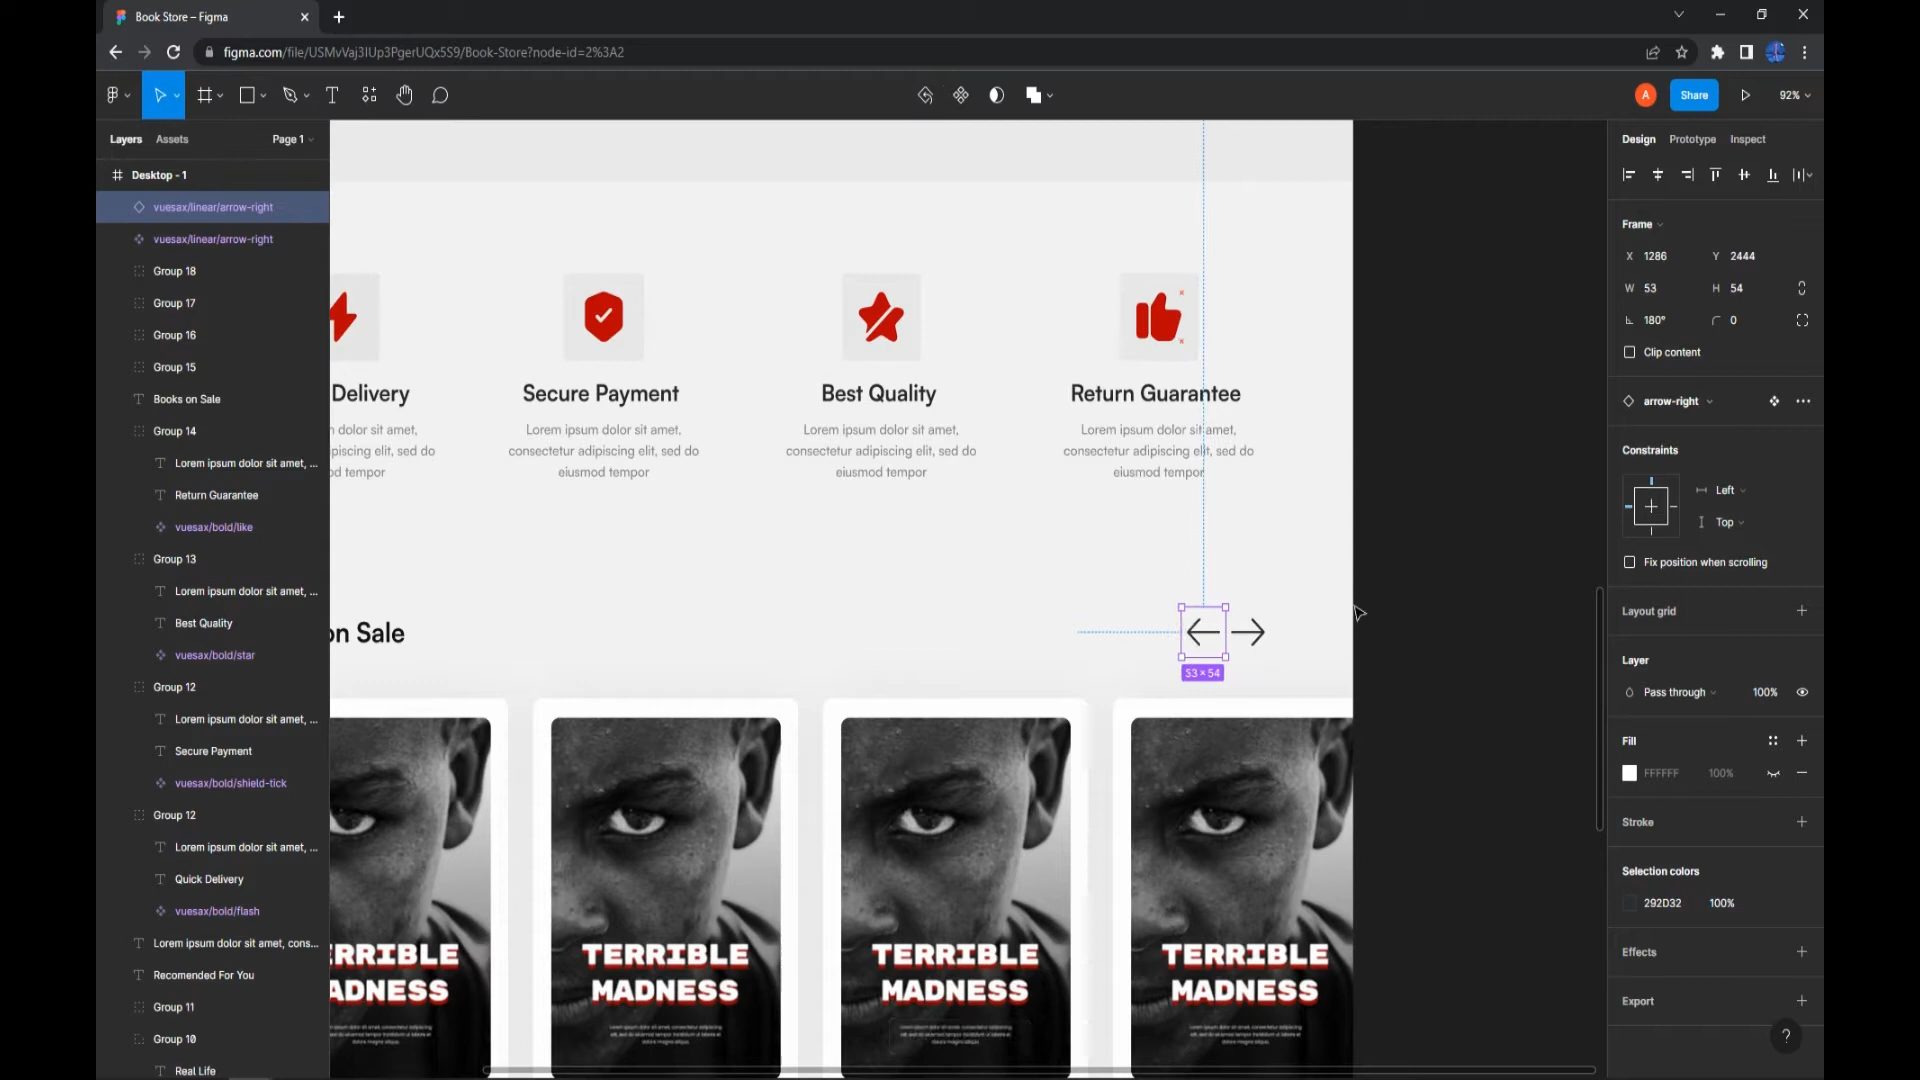 Book Store – Figma
figma.com/file/USMvVaj3IUp3PgerUQx5S9/Book-Store?node-id=2%3A2
A
Share
92%
Layers
Assets
Page 1
Design
Prototype
Inspect
Desktop - 1
vuesax/linear/arrow-right
vuesax/linear/arrow-right
Group 18
Group 17
Group 16
Group 15
Books on Sale
Group 14
Lorem ipsum dolor sit amet, ...
Return Guarantee
vuesax/bold/like
Group 13
Lorem ipsum dolor sit amet, ...
Best Quality
vuesax/bold/star
Group 12
Lorem ipsum dolor sit amet, ...
Secure Payment
vuesax/bold/shield-tick
Group 12
Lorem ipsum dolor sit amet, ...
Quick Delivery
vuesax/bold/flash
Lorem ipsum dolor sit amet, cons...
Recomended For You
Group 11
Group 10
Real Life
Delivery
Secure Payment
Best Quality
Return Guarantee
n dolor sit amet,
Lorem ipsum dolor sit amet,
Lorem ipsum dolor sit amet,
Lorem ipsum dolor sit amet,
ipiscing elit, sed do
consectetur adipiscing elit, sed do
consectetur adipiscing elit, sed do
consectetur adipiscing elit, sed do
od tempor
eiusmod tempor
eiusmod tempor
eiusmod tempor
on Sale
53 × 54
ERRIBLE
ADNESS
TERRIBLE
MADNESS
TERRIBLE
MADNESS
TERRIBLE
MADNESS
Frame
X 1286
Y 2444
W 53
H 54
180°
0
Clip content
arrow-right
Constraints
Left
Top
Fix position when scrolling
Layout grid
Layer
Pass through
100%
Fill
FFFFFF
100%
Stroke
Selection colors
292D32
100%
Effects
Export
?